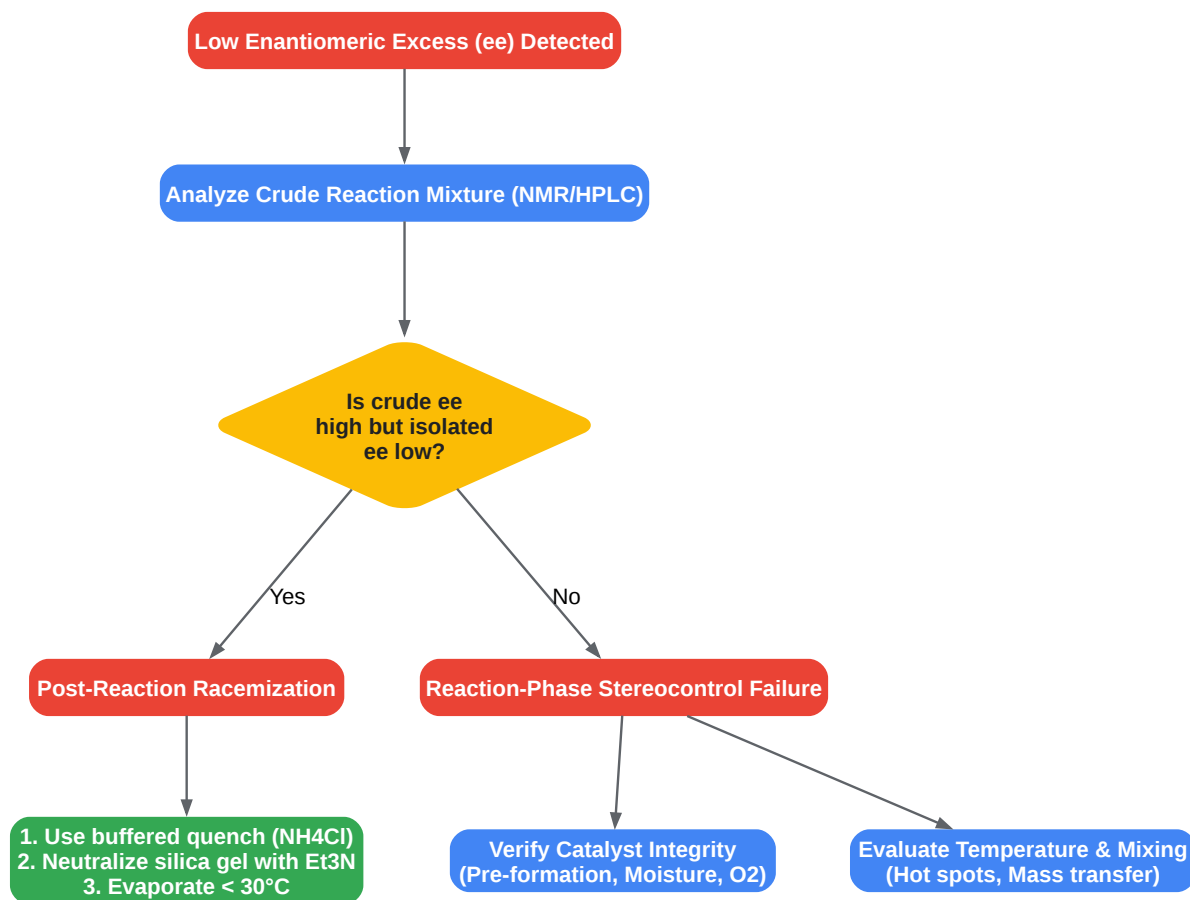 Low Enantiomeric Excess (ee) Detected
Analyze Crude Reaction Mixture (NMR/HPLC)
Is crude ee
high but isolated
ee low?
Yes
No
Post-Reaction Racemization
Reaction-Phase Stereocontrol Failure
1. Use buffered quench (NH4Cl)
2. Neutralize silica gel with Et3N
3. Evaporate < 30°C
Verify Catalyst Integrity
(Pre-formation, Moisture, O2)
Evaluate Temperature & Mixing
(Hot spots, Mass transfer)